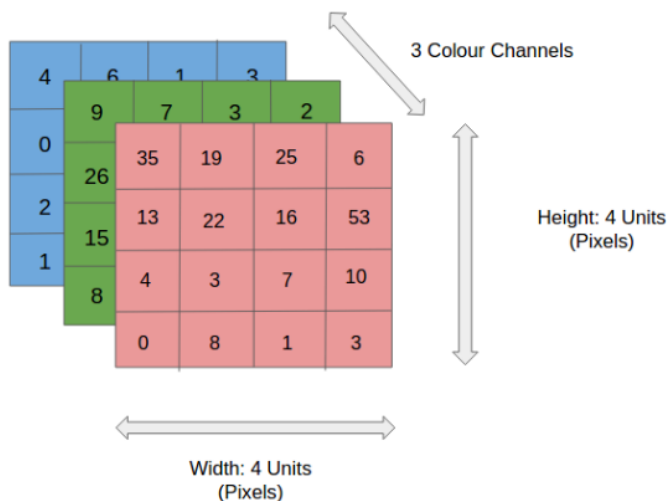 3 Colour Channels
4 6 1 3
9 7 3 2
35 19 25 6
0
26
13 22 16 53
Height: 4 Units
(Pixels)
2
15
4 3 7 10
1
8
0 8 1 3
Width: 4 Units
(Pixels)